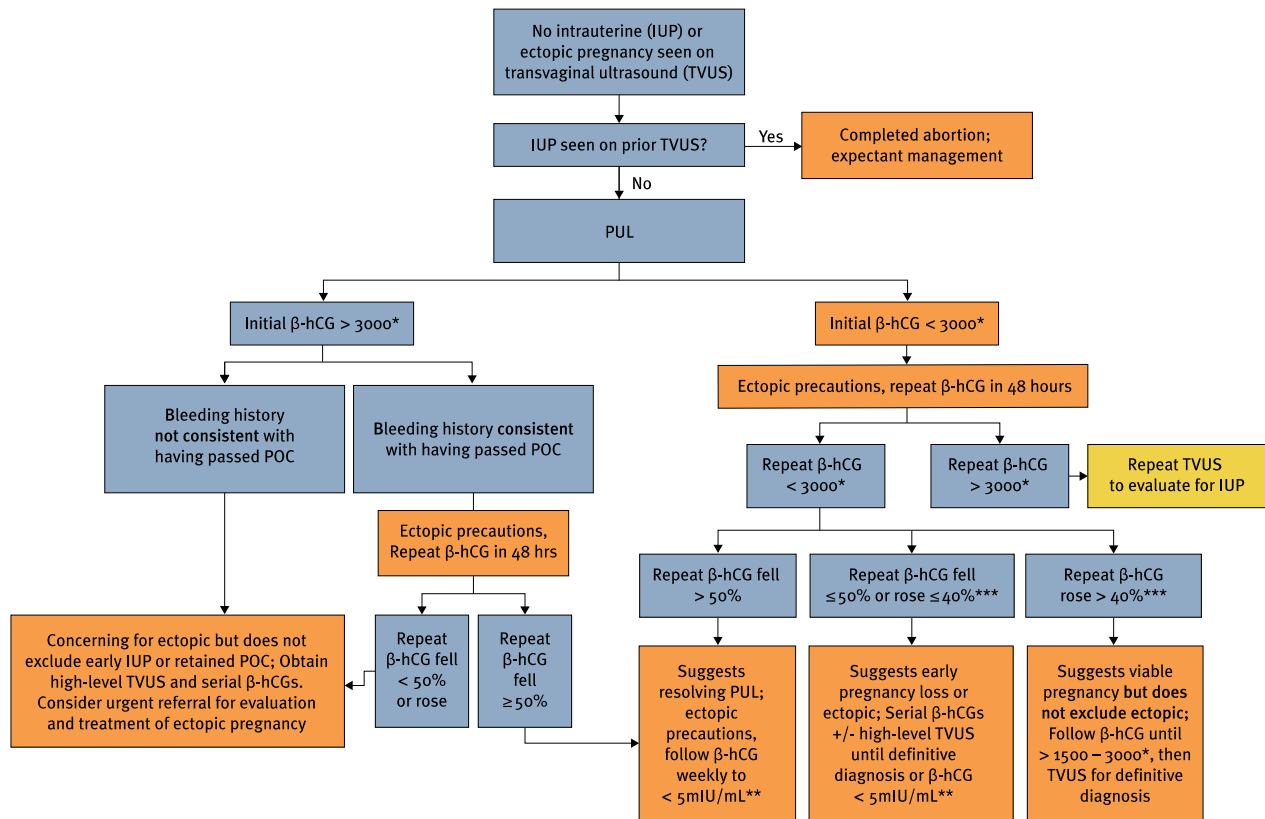 No intrauterine (IUP) or
ectopic pregnancy seen on
transvaginal ultrasound (TVUS)
IUP seen on prior TVUS?
Yes
Completed abortion;
expectant management
No
PUL
Initial β-hCG > 3000*
Initial β-hCG < 3000*
Ectopic precautions, repeat β-hCG in 48 hours
Bleeding history
not consistent with
having passed POC
Bleeding history consistent
with having passed POC
Repeat β-hCG
< 3000*
Repeat β-hCG
> 3000*
Repeat TVUS
to evaluate for IUP
Ectopic precautions,
Repeat β-hCG in 48 hrs
Repeat β-hCG fell
> 50%
Repeat β-hCG fell
≤50% or rose ≤40%***
Repeat β-hCG
rose > 40%***
Concerning for ectopic but does not
exclude early IUP or retained POC; Obtain
high-level TVUS and serial β-hCGs.
Consider urgent referral for evaluation
and treatment of ectopic pregnancy
Repeat
β-hCG fell
< 50%
or rose
Repeat
β-hCG
fell
≥50%
Suggests
resolving PUL;
ectopic
precautions,
follow β-hCG
weekly to
< 5mIU/mL**
Suggests early
pregnancy loss or
ectopic; Serial β-hCGs
+/- high-level TVUS
until definitive
diagnosis or β-hCG
< 5mIU/mL**
Suggests viable
pregnancy but does
not exclude ectopic;
Follow β-hCG until
> 1500 – 3000*, then
TVUS for definitive
diagnosis